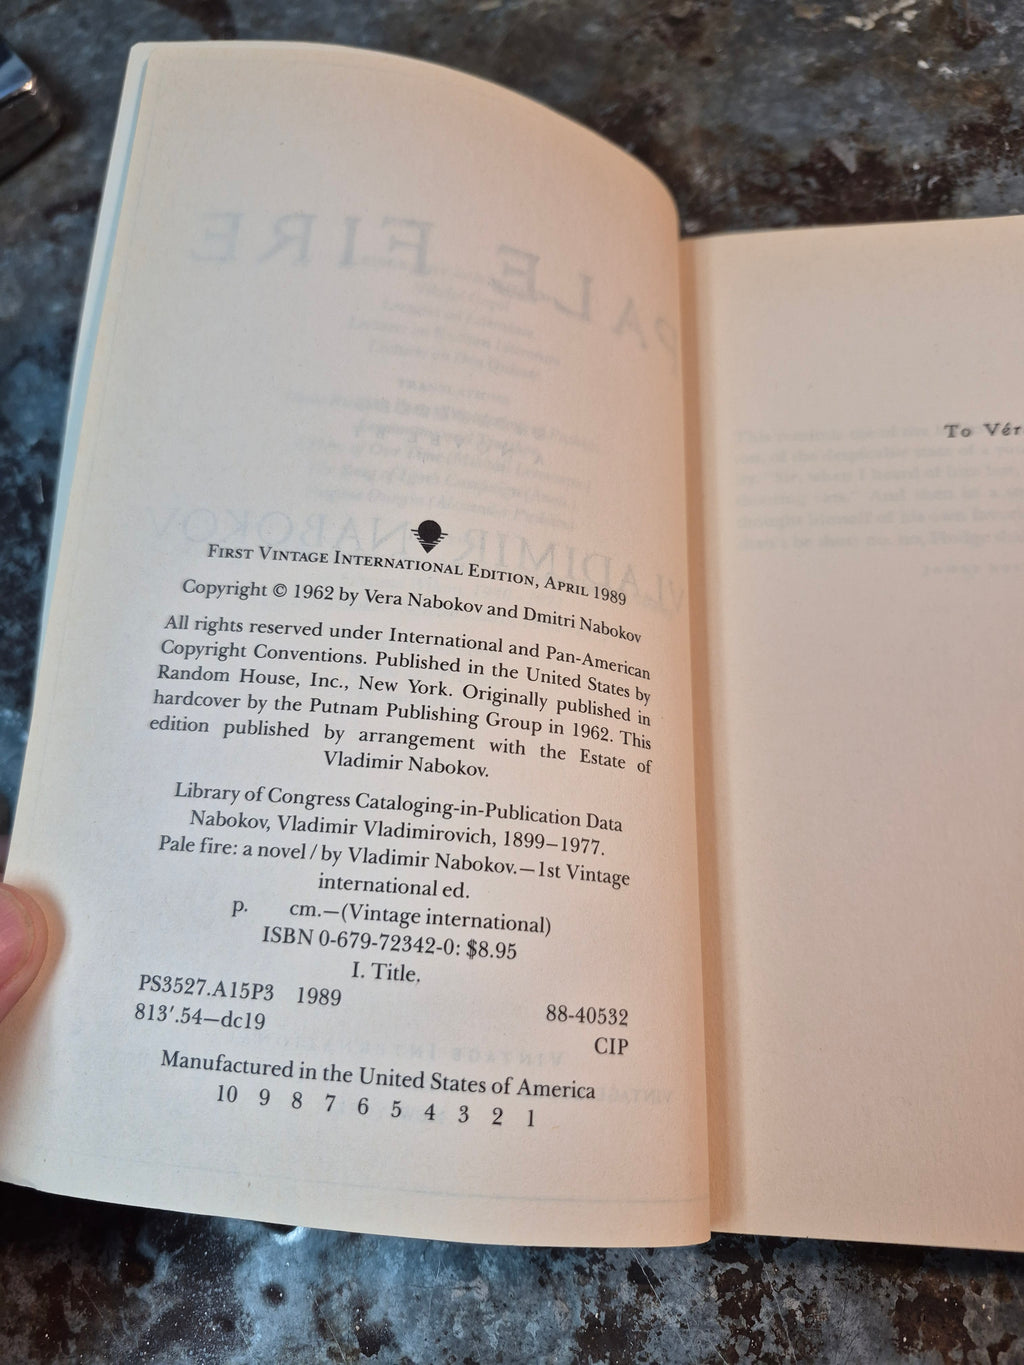 FIRST VINTAGE INTERNATIONAL EDITION, APRIL 1989
Copyright © 1962 by Vera Nabokov and Dmitri Nabokov
All rights reserved under International and Pan-American
Copyright Conventions. Published in the United States by
Random House, Inc., New York. Originally published in
hardcover by the Putnam Publishing Group in 1962. This
edition published by arrangement with the Estate of
Vladimir Nabokov.
Library of Congress Cataloging-in-Publication Data
Nabokov, Vladimir Vladimirovich, 1899–1977.
Pale fire: a novel / by Vladimir Nabokov.—1st Vintage
international ed.
p. cm.—(Vintage international)
ISBN 0-679-72342-0: $8.95
I. Title.
PS3527.A15P3 1989 88-40532
813′.54—dc19 CIP
Manufactured in the United States of America
10 9 8 7 6 5 4 3 2 1
To Vér
PALE FIRE
VLADIMIR NABOKOV